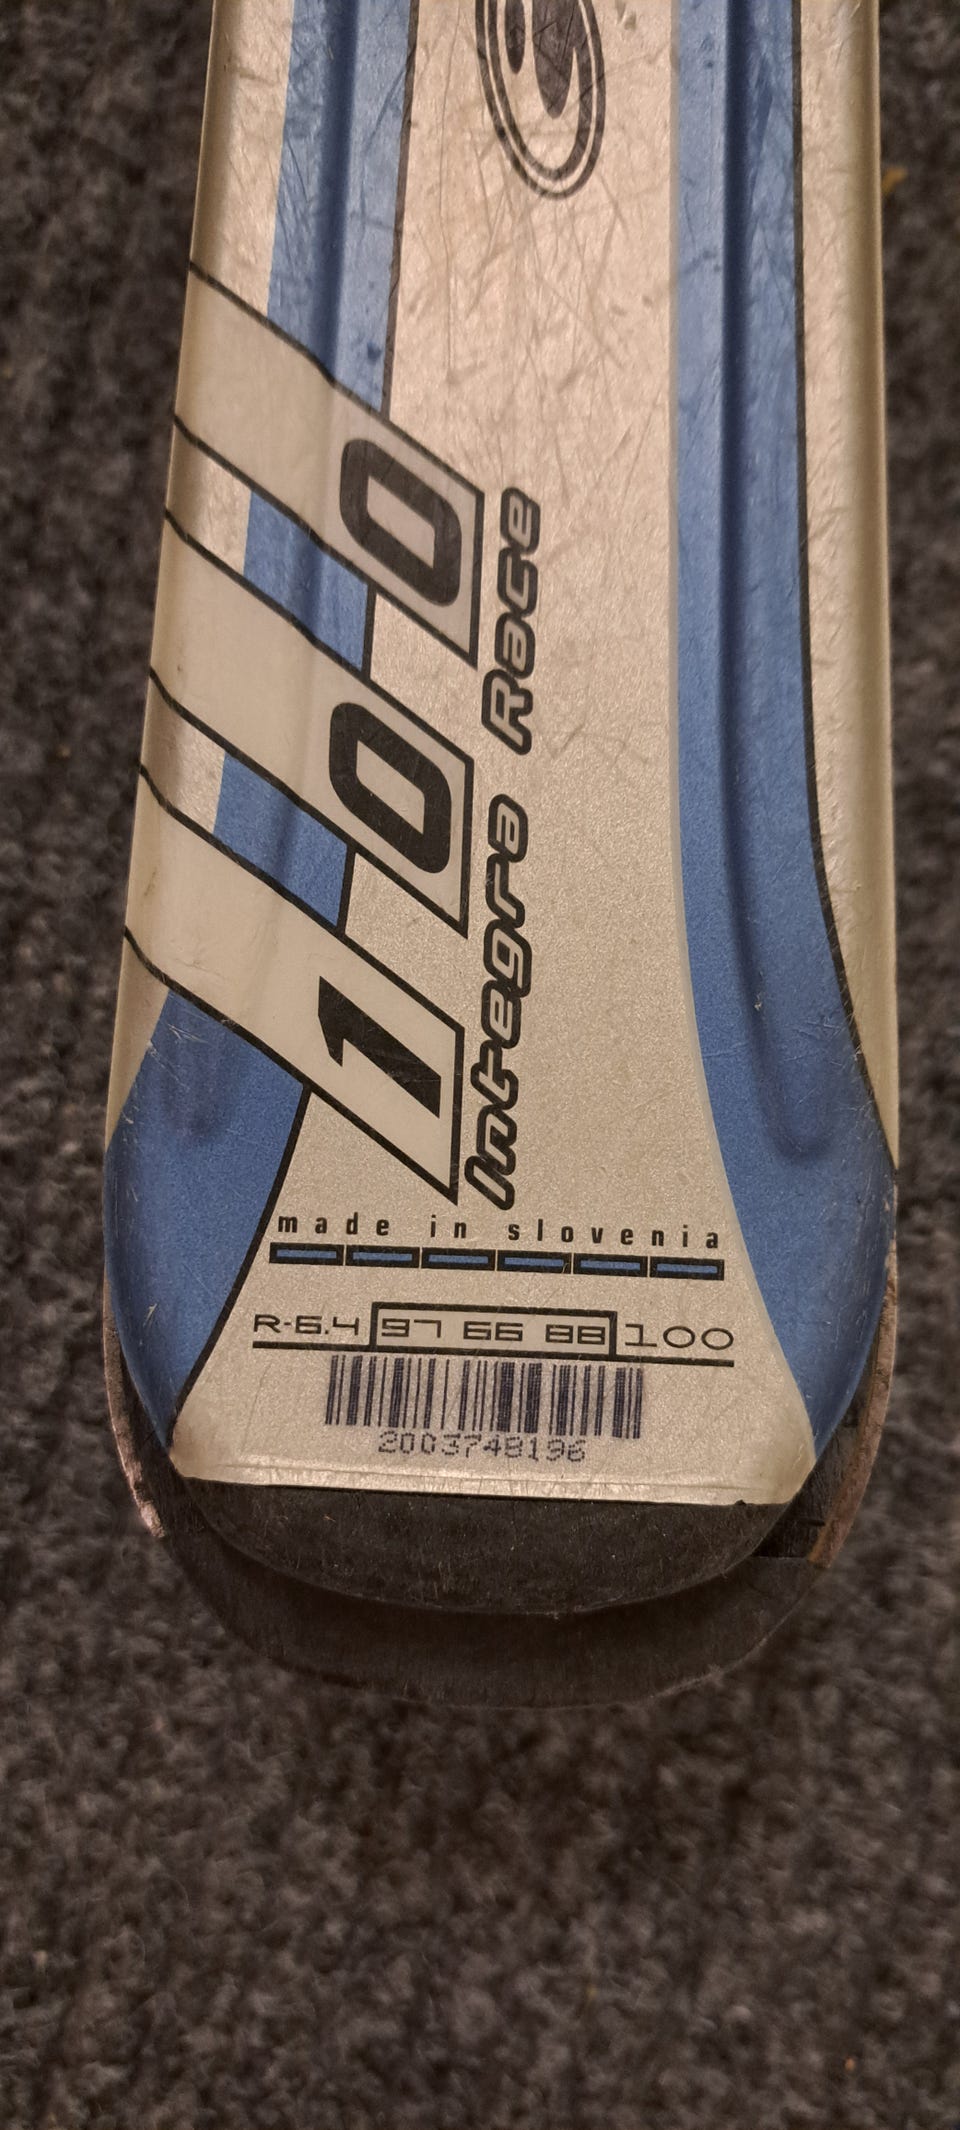 100
Integra Race
made in slovenia
R-6.4 97 66 88 100
2003748196